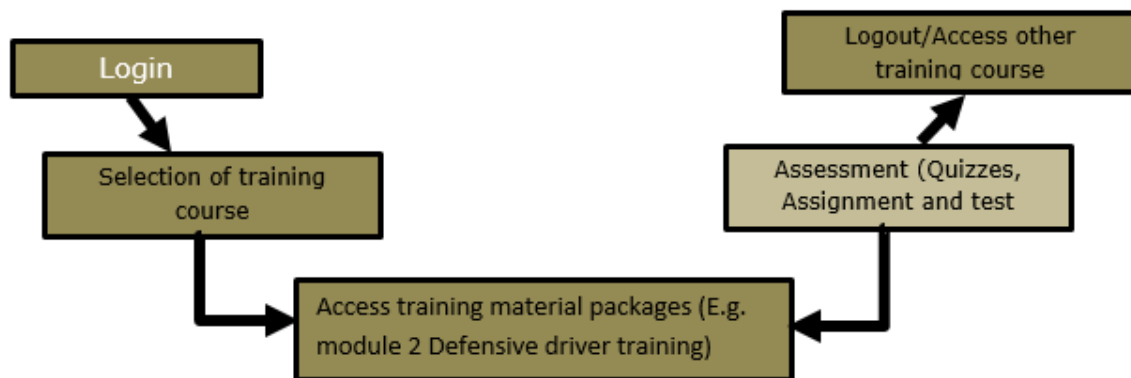 Login
Selection of training
course
Access training material packages (E.g.
module 2 Defensive driver training)
Assessment (Quizzes,
Assignment and test
Logout/Access other
training course